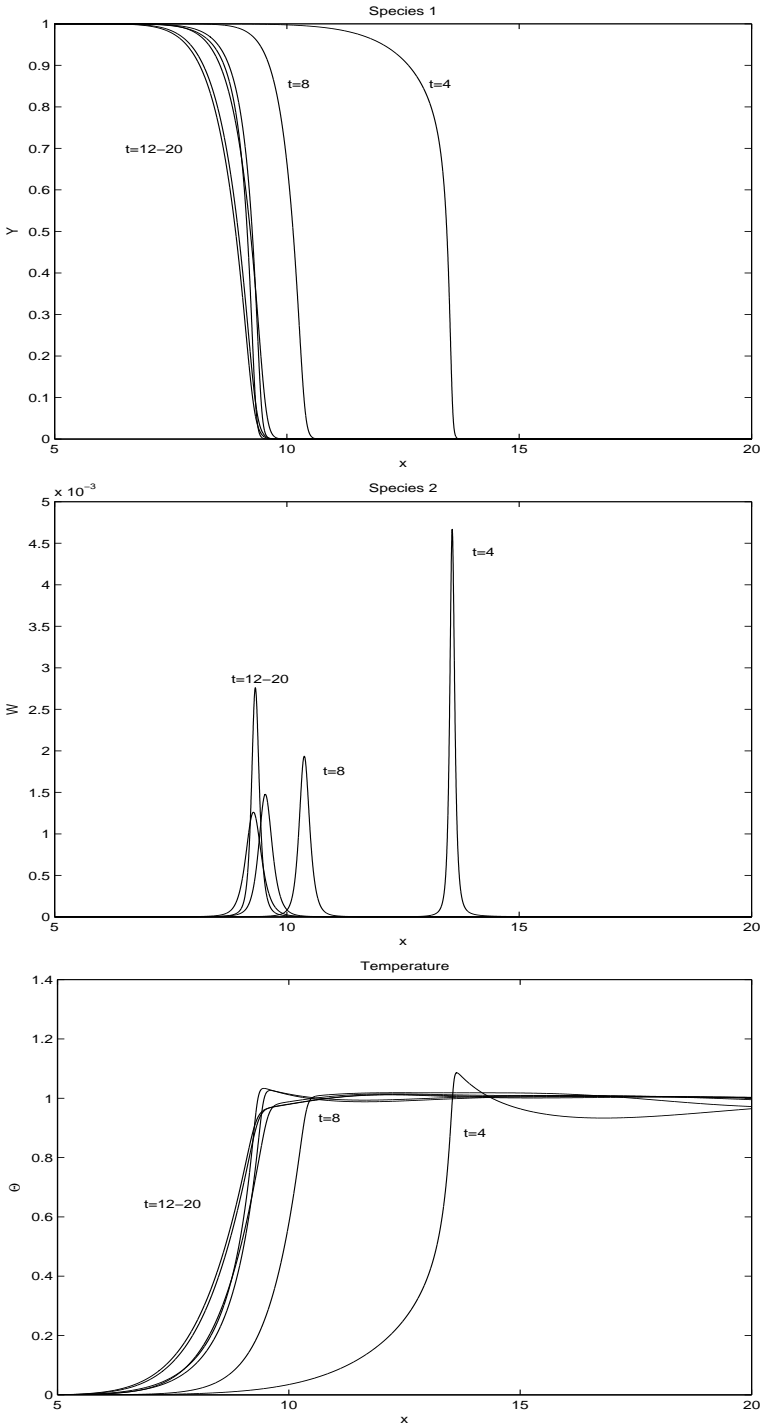 Species 1
1
0.9
0.8
0.7
0.6
0.5
0.4
0.3
0.2
0.1
0
Y
t=8
t=4
t=12−20
5
10
15
20
x
x 10−3
Species 2
5
4.5
4
3.5
3
2.5
2
1.5
1
0.5
0
W
t=4
t=12−20
t=8
5
10
15
20
x
Temperature
1.4
1.2
1
0.8
0.6
0.4
0.2
0
Θ
t=8
t=4
t=12−20
5
10
15
20
x